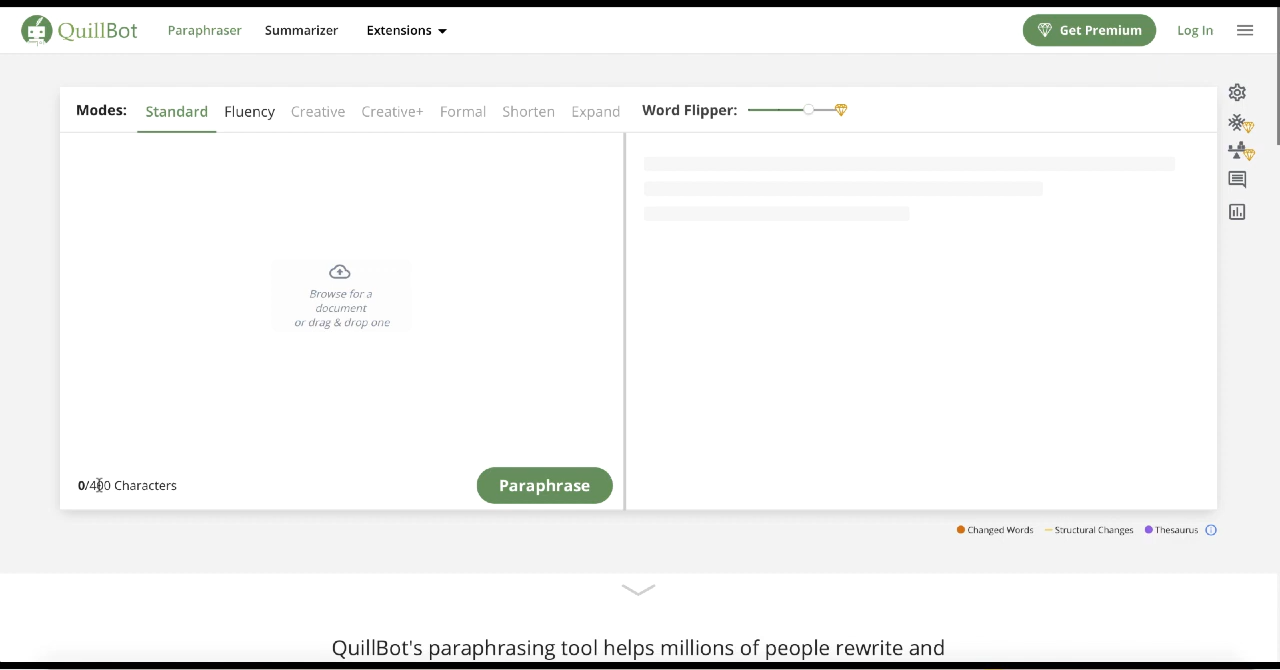 QuillBot Paraphraser Summarizer Extensions Get Premium Log In
Modes: Standard Fluency Creative Creative+ Formal Shorten Expand Word Flipper:
Browse for a
document
or drag & drop one
0/400 Characters
Paraphrase
Changed Words Structural Changes Thesaurus
QuillBot's paraphrasing tool helps millions of people rewrite and